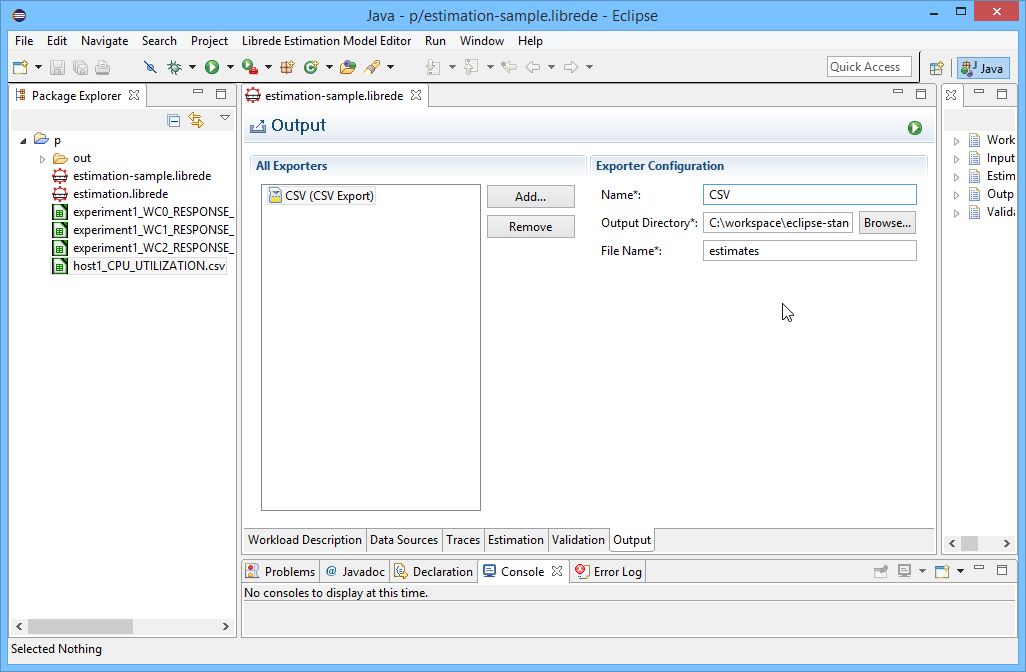 Java - p/estimation-sample.librede - Eclipse
File Edit Navigate Search Project Librede Estimation Model Editor Run Window Help
Quick Access
Java
Package Explorer
p
out
estimation-sample.librede
estimation.librede
experiment1_WC0_RESPONSE_
experiment1_WC1_RESPONSE_
experiment1_WC2_RESPONSE_
host1_CPU_UTILIZATION.csv
estimation-sample.librede
Output
All Exporters
CSV (CSV Export)
Add...
Remove
Exporter Configuration
Name*: CSV
Output Directory*: C:\workspace\eclipse-stan Browse...
File Name*: estimates
Workload Description Data Sources Traces Estimation Validation Output
Work
Input
Estim
Outp
Valida
Problems @ Javadoc Declaration Console Error Log
No consoles to display at this time.
Selected Nothing